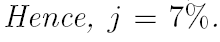 Hence, j = 7%.